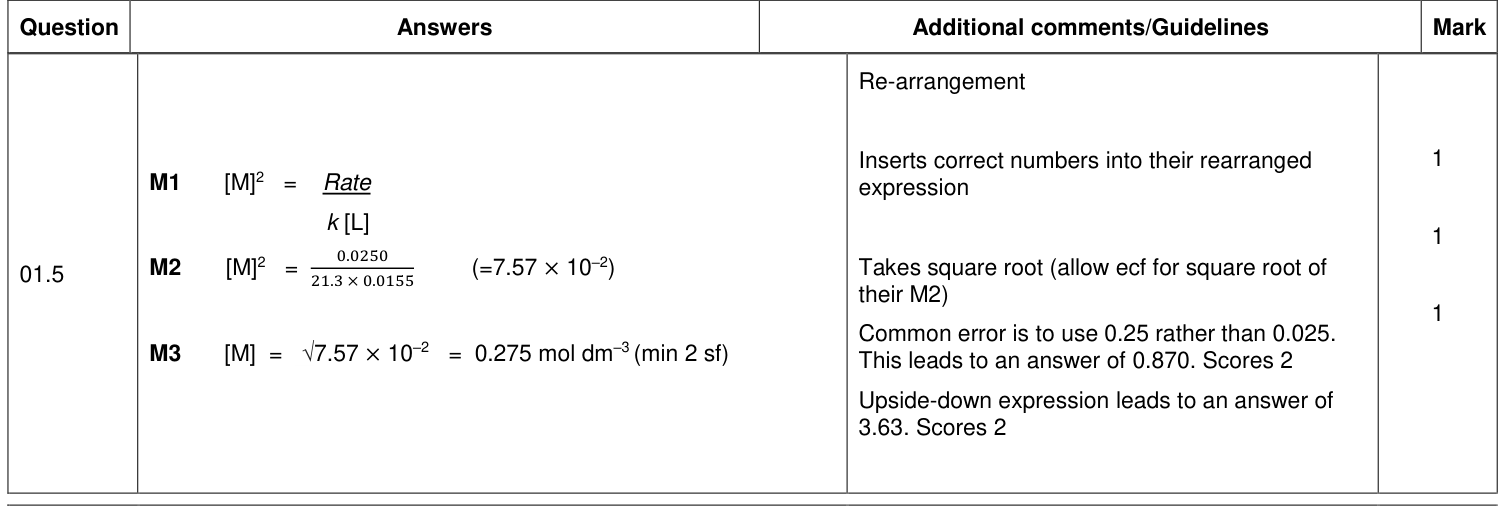 Question Answers Additional comments/Guidelines Mark
01.5
M1 [M]² = Rate
k [L]
M2 [M]² = 0.0250 / 21.3 × 0.0155 (=7.57 × 10⁻²)
M3 [M] = √7.57 × 10⁻² = 0.275 mol dm⁻³ (min 2 sf)
Re-arrangement
Inserts correct numbers into their rearranged
expression
Takes square root (allow ecf for square root of
their M2)
Common error is to use 0.25 rather than 0.025.
This leads to an answer of 0.870. Scores 2
Upside-down expression leads to an answer of
3.63. Scores 2
1
1
1